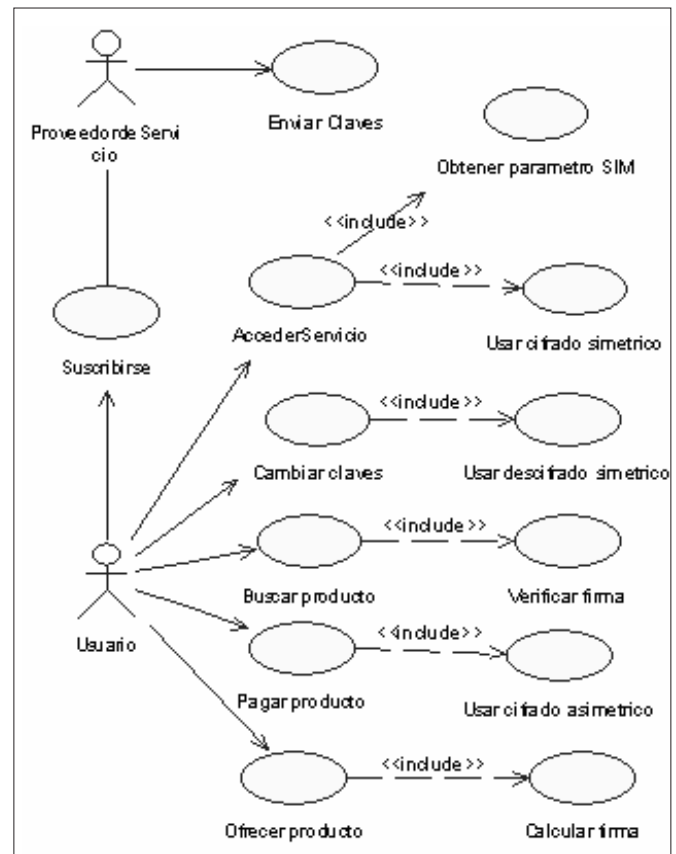 Enviar Claves
Proveedor de Servi
cio
Obtener parametro SIM
<<include>>
<<include>>
AccederServicio
Usar cifrado simetrico
Suscribirse
<<include>>
Cambiar claves
Usar descifrado simetrico
<<include>>
Buscar producto
Verificar firma
Usuario
<<include>>
Pagar producto
Usar cifrado asimetrico
<<include>>
Ofrecer producto
Calcular firma